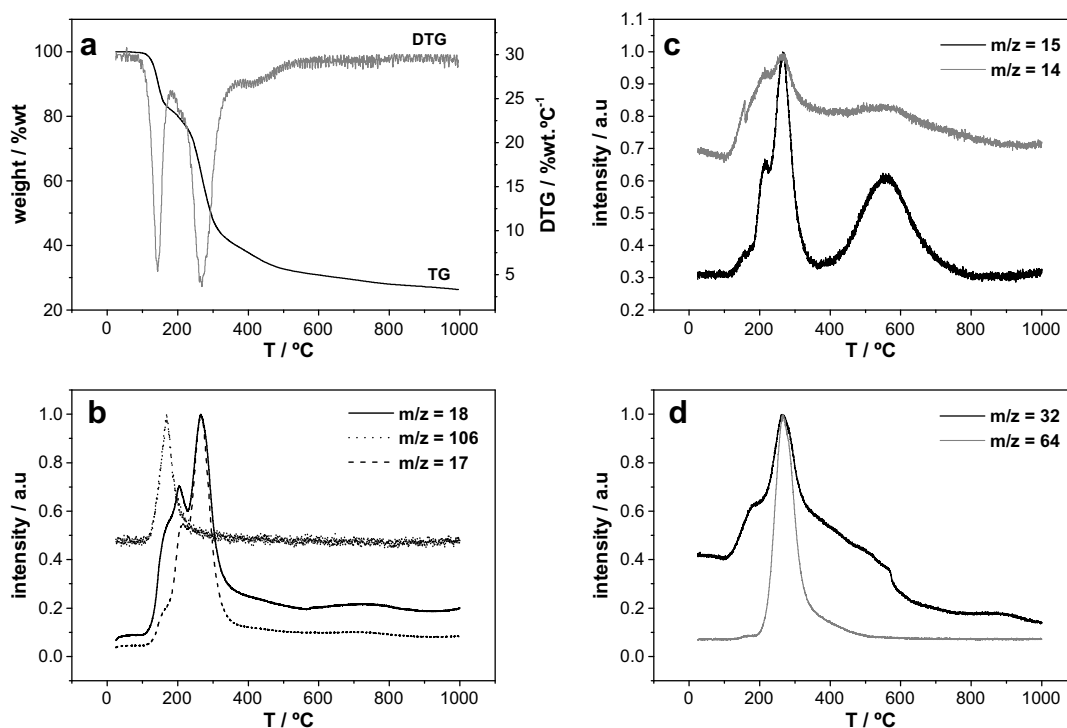 a
DTG
TG
100
80
60
40
20
weight / %wt
30
25
20
15
10
5
DTG / %wt.ºC⁻¹
0 200 400 600 800 1000
T / ºC
c
m/z = 15
m/z = 14
1.1
1.0
0.9
0.8
0.7
0.6
0.5
0.4
0.3
0.2
intensity / a.u
0 200 400 600 800 1000
T / ºC
b
m/z = 18
m/z = 106
m/z = 17
1.0
0.8
0.6
0.4
0.2
0.0
intensity / a.u
0 200 400 600 800 1000
T / ºC
d
m/z = 32
m/z = 64
1.0
0.8
0.6
0.4
0.2
0.0
intensity / a.u
0 200 400 600 800 1000
T / ºC